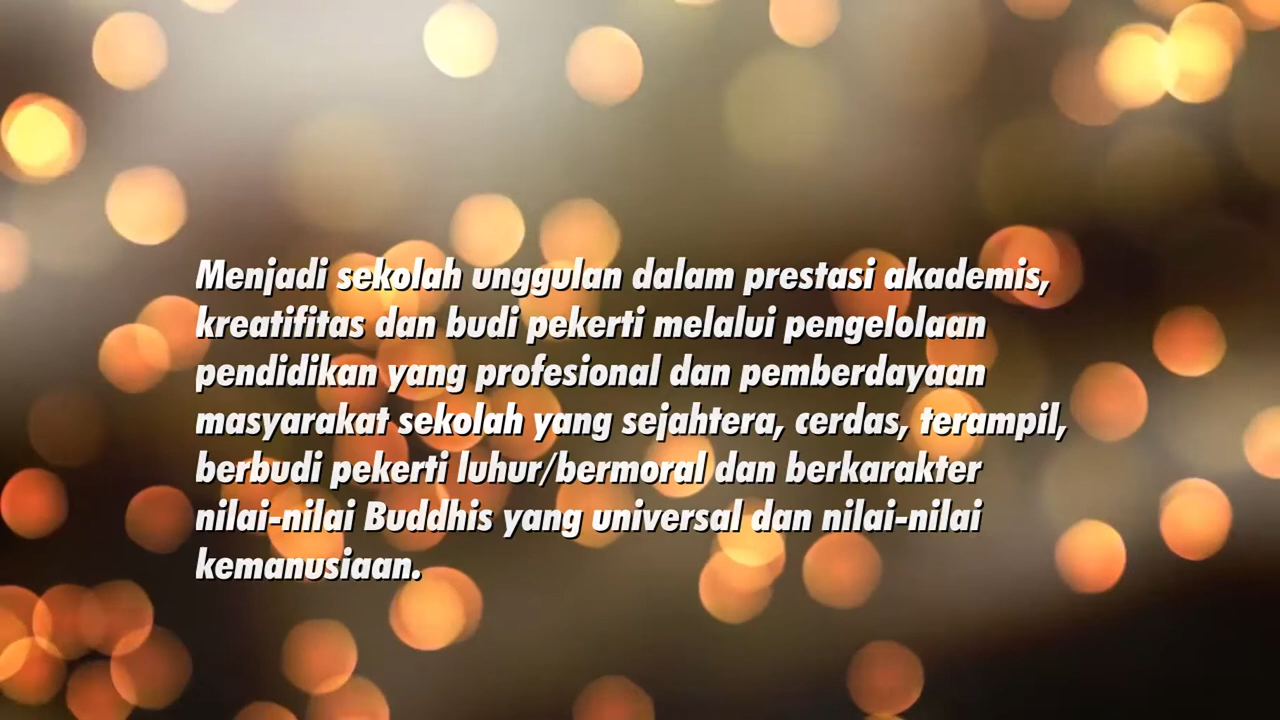 Menjadi sekolah unggulan dalam prestasi akademis,
kreatifitas dan budi pekerti melalui pengelolaan
pendidikan yang profesional dan pemberdayaan
masyarakat sekolah yang sejahtera, cerdas, terampil,
berbudi pekerti luhur/bermoral dan berkarakter
nilai-nilai Buddhis yang universal dan nilai-nilai
kemanusiaan.